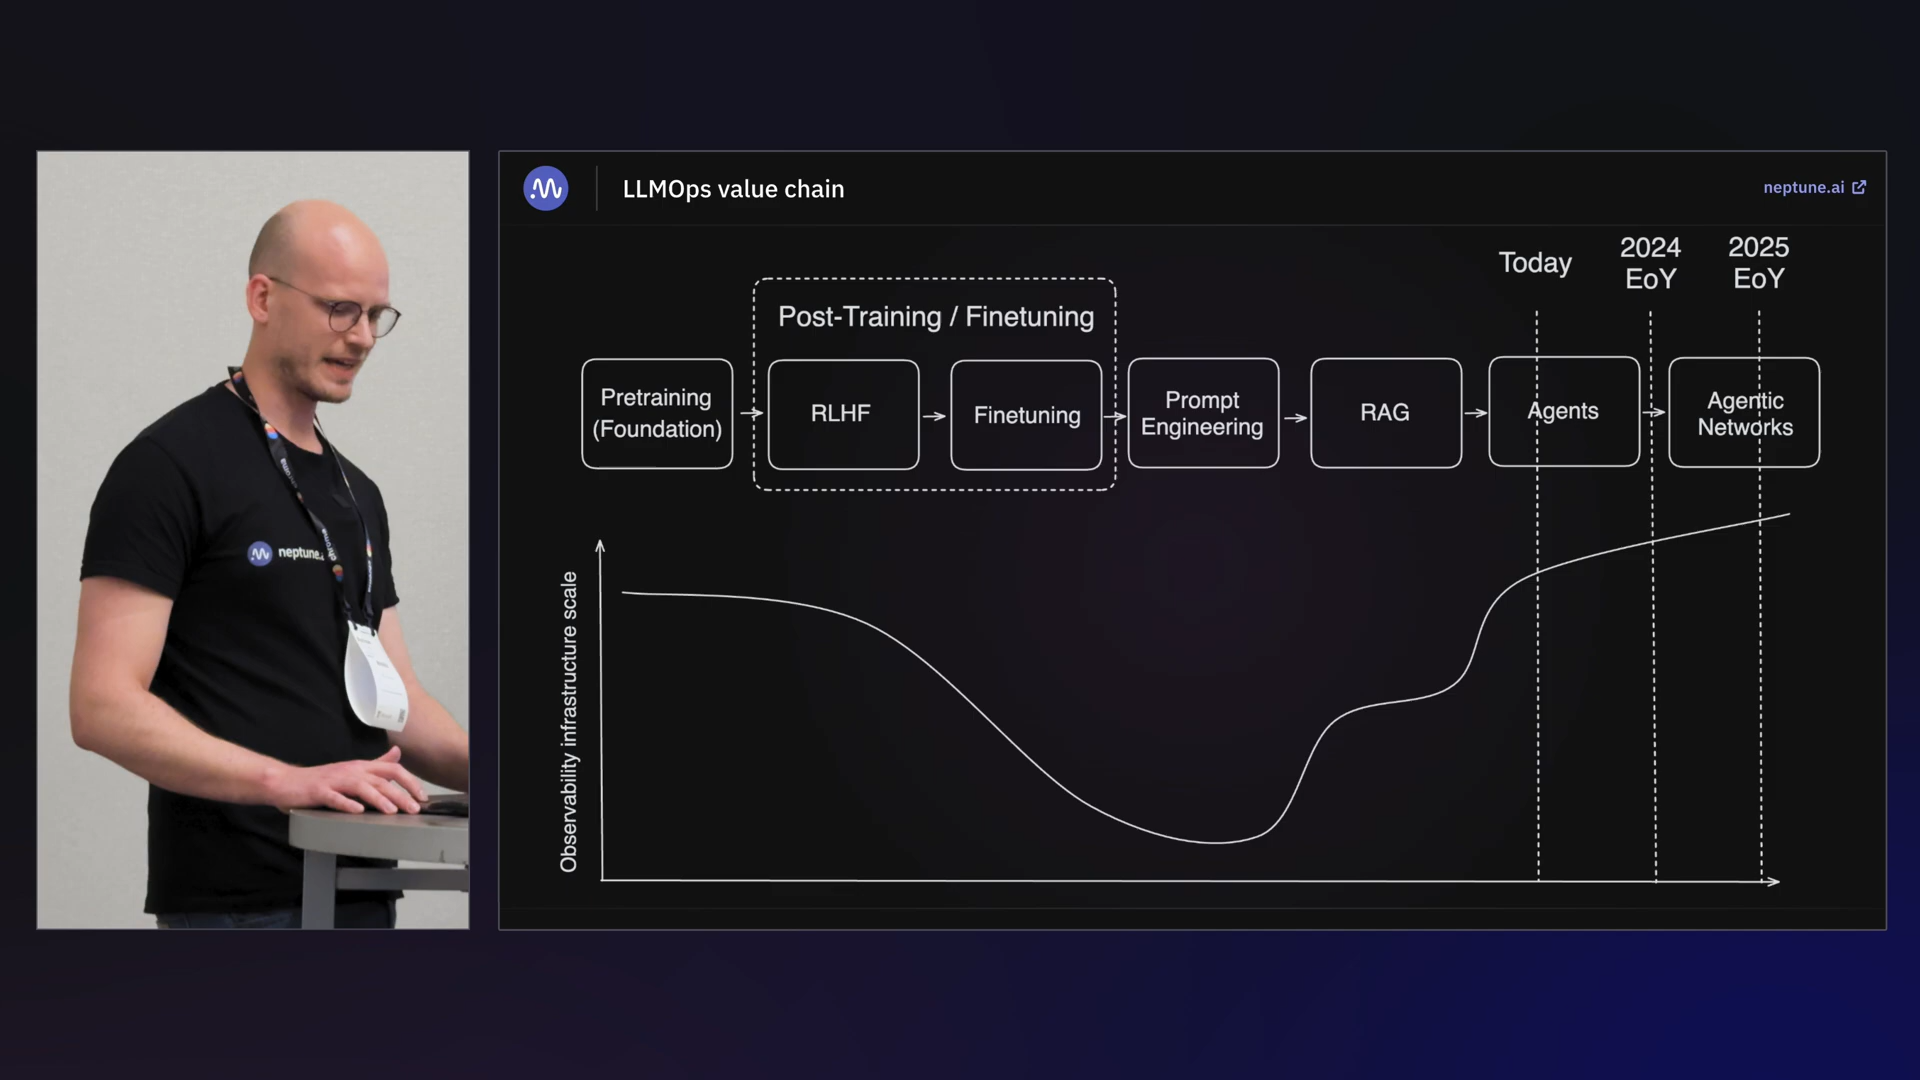 LLMOps value chain
neptune.ai
Today
2024
EoY
2025
EoY
Post-Training / Finetuning
Pretraining
(Foundation)
RLHF
Finetuning
Prompt
Engineering
RAG
Agents
Agentic
Networks
Observability infrastructure scale
neptune.
chroma